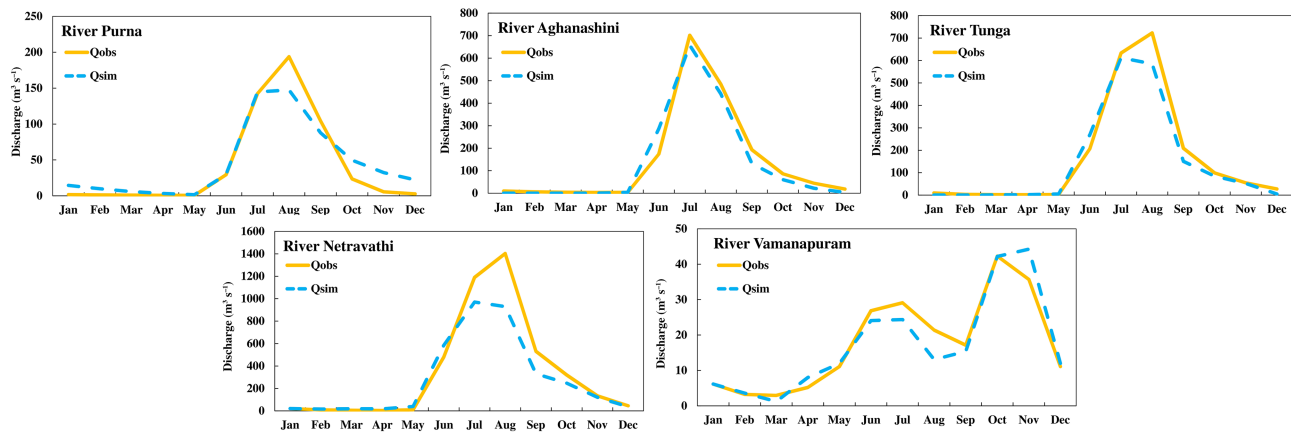 River Purna
Qobs
Qsim
Discharge (m³ s⁻¹)
250
200
150
100
50
0
Jan Feb Mar Apr May Jun Jul Aug Sep Oct Nov Dec
River Aghanashini
Qobs
Qsim
Discharge (m³ s⁻¹)
800
700
600
500
400
300
200
100
0
Jan Feb Mar Apr May Jun Jul Aug Sep Oct Nov Dec
River Tunga
Qobs
Qsim
Discharge (m³ s⁻¹)
800
700
600
500
400
300
200
100
0
Jan Feb Mar Apr May Jun Jul Aug Sep Oct Nov Dec
River Netravathi
Qobs
Qsim
Discharge (m³ s⁻¹)
1600
1400
1200
1000
800
600
400
200
0
Jan Feb Mar Apr May Jun Jul Aug Sep Oct Nov Dec
River Vamanapuram
Qobs
Qsim
Discharge (m³ s⁻¹)
50
40
30
20
10
0
Jan Feb Mar Apr May Jun Jul Aug Sep Oct Nov Dec